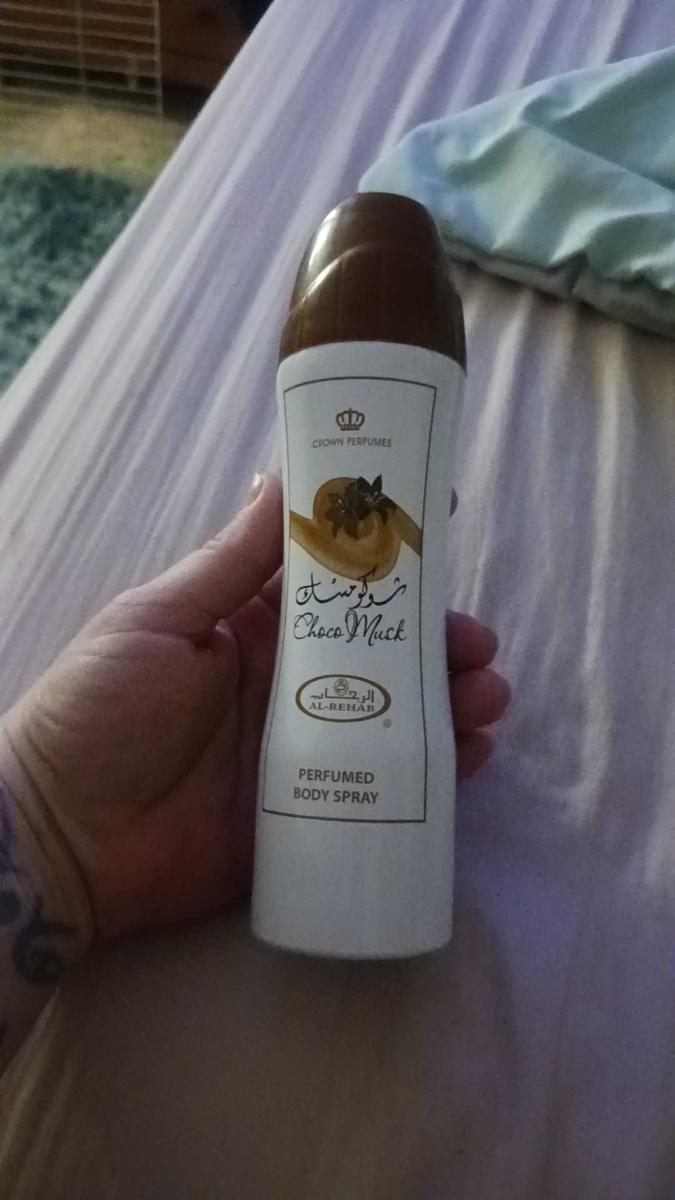 CROWN PERFUMES
شوكو مسك
Choco Musk
الرحاب
AL-REHAB
®
PERFUMED
BODY SPRAY